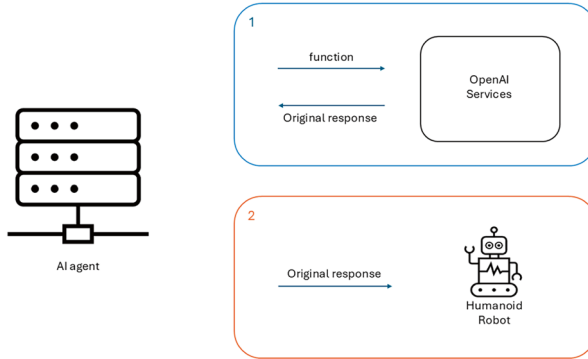 1
function
OpenAI
Services
Original response
AI agent
2
Original response
Humanoid
Robot